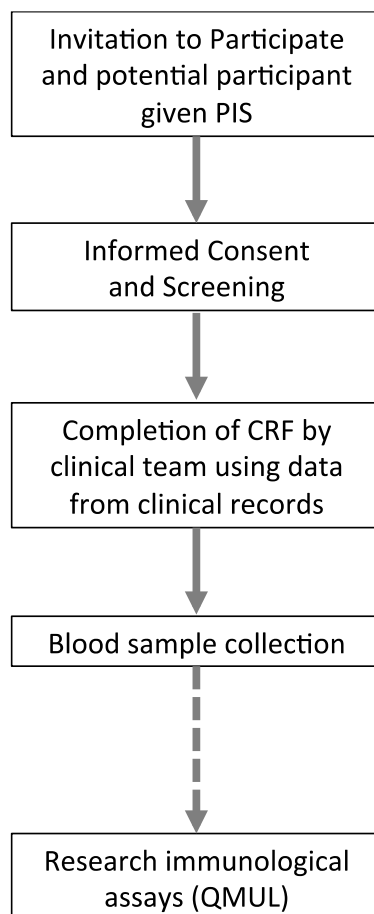 Invitation to Participate
and potential participant
given PIS
Informed Consent
and Screening
Completion of CRF by
clinical team using data
from clinical records
Blood sample collection
Research immunological
assays (QMUL)